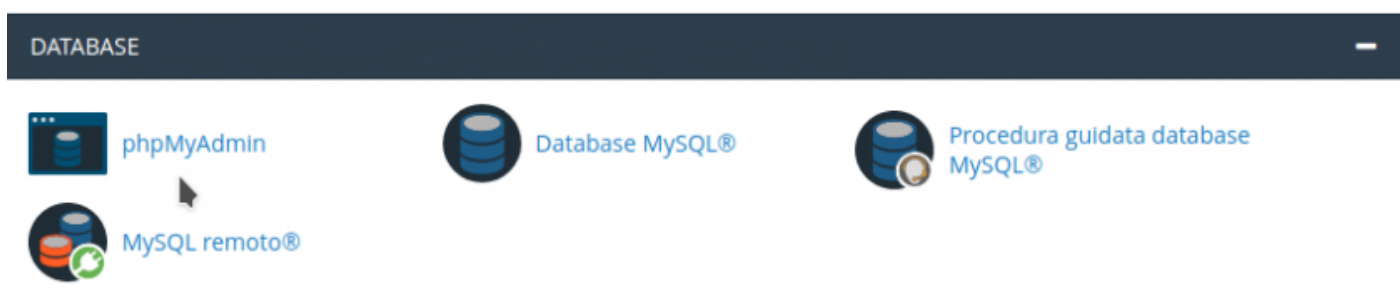 DATABASE
phpMyAdmin
Database MySQL®
Procedura guidata database
MySQL®
MySQL remoto®